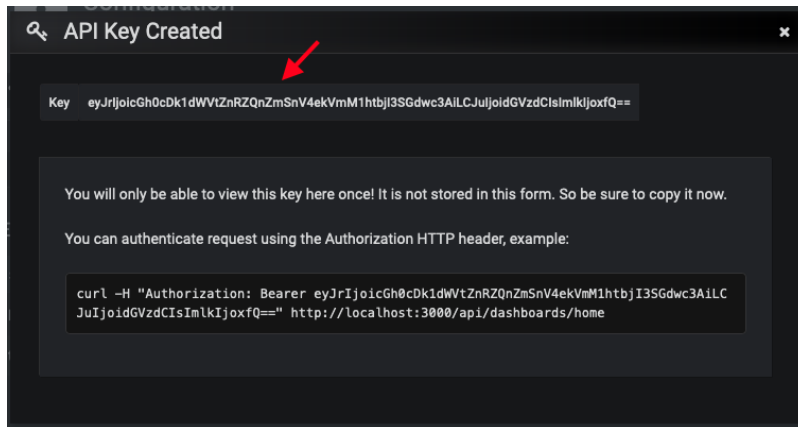 Configuration
API Key Created
Key eyJrIjoicGh0cDk1dWVtZnRZQnZmSnV4ekVmM1htbjI3SGdwc3AiLCJuIjoidGVzdCIsImlkIjoxfQ==
You will only be able to view this key here once! It is not stored in this form. So be sure to copy it now.
You can authenticate request using the Authorization HTTP header, example:
curl -H "Authorization: Bearer eyJrIjoicGh0cDk1dWVtZnRZQnZmSnV4ekVmM1htbjI3SGdwc3AiLC
JuIjoidGVzdCIsImlkIjoxfQ==" http://localhost:3000/api/dashboards/home